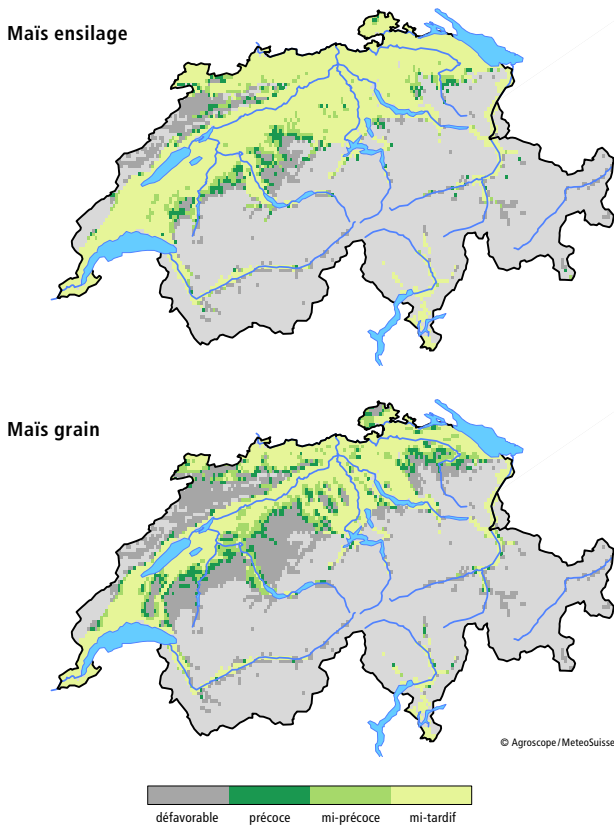 Maïs ensilage
Maïs grain
© Agroscope/MeteoSuisse
défavorable précoce mi-précoce mi-tardif